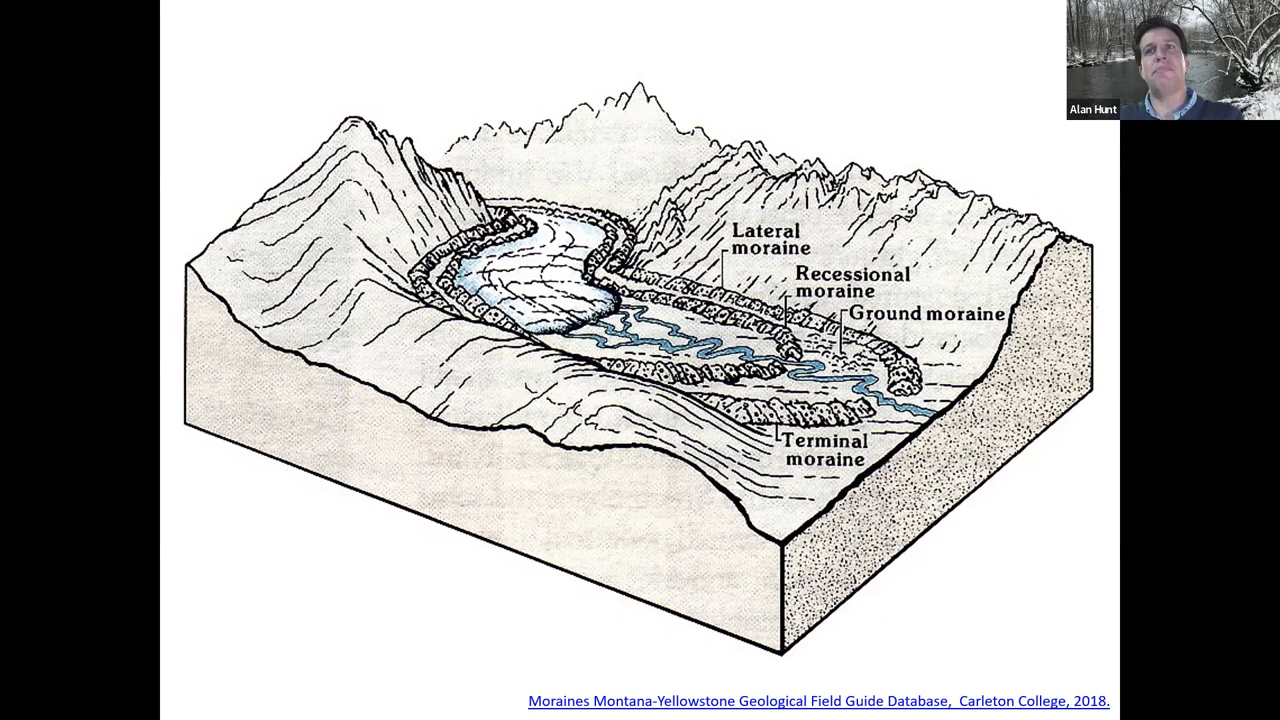 Alan Hunt
Lateral
moraine
Recessional
moraine
Ground moraine
Terminal
moraine
Moraines Montana-Yellowstone Geological Field Guide Database,  Carleton College, 2018.